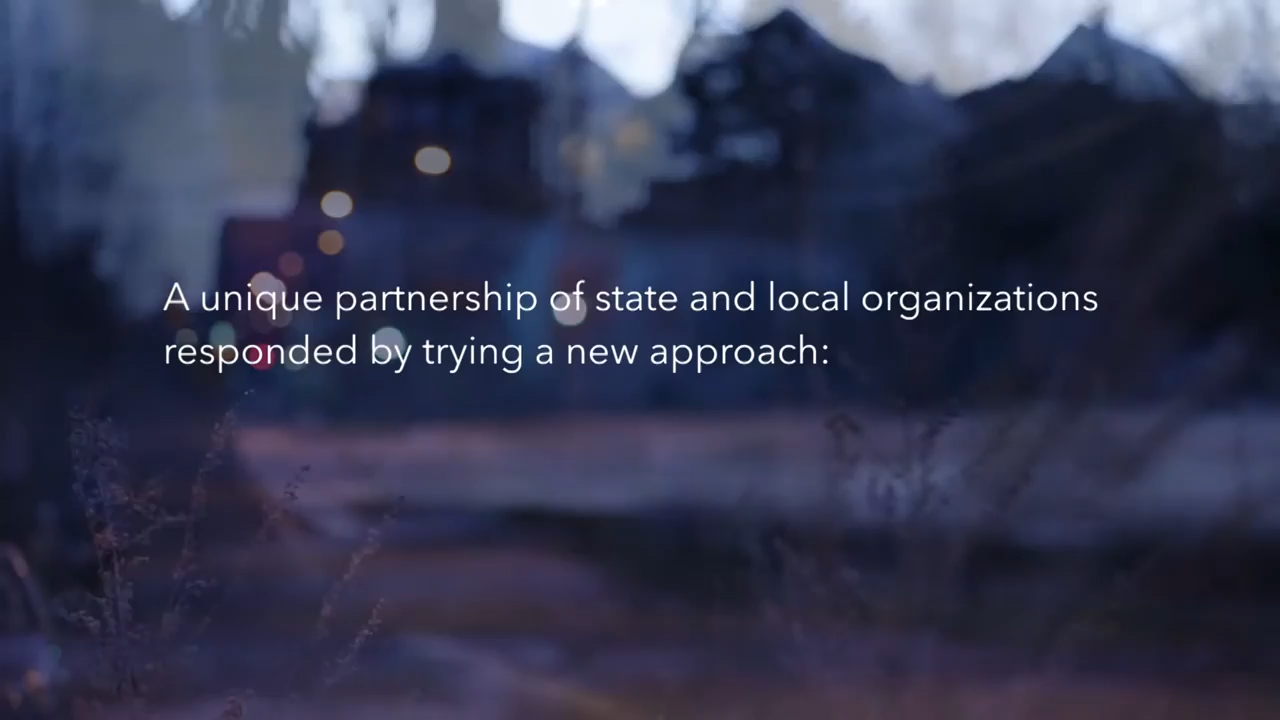 A unique partnership of state and local organizations
responded by trying a new approach: